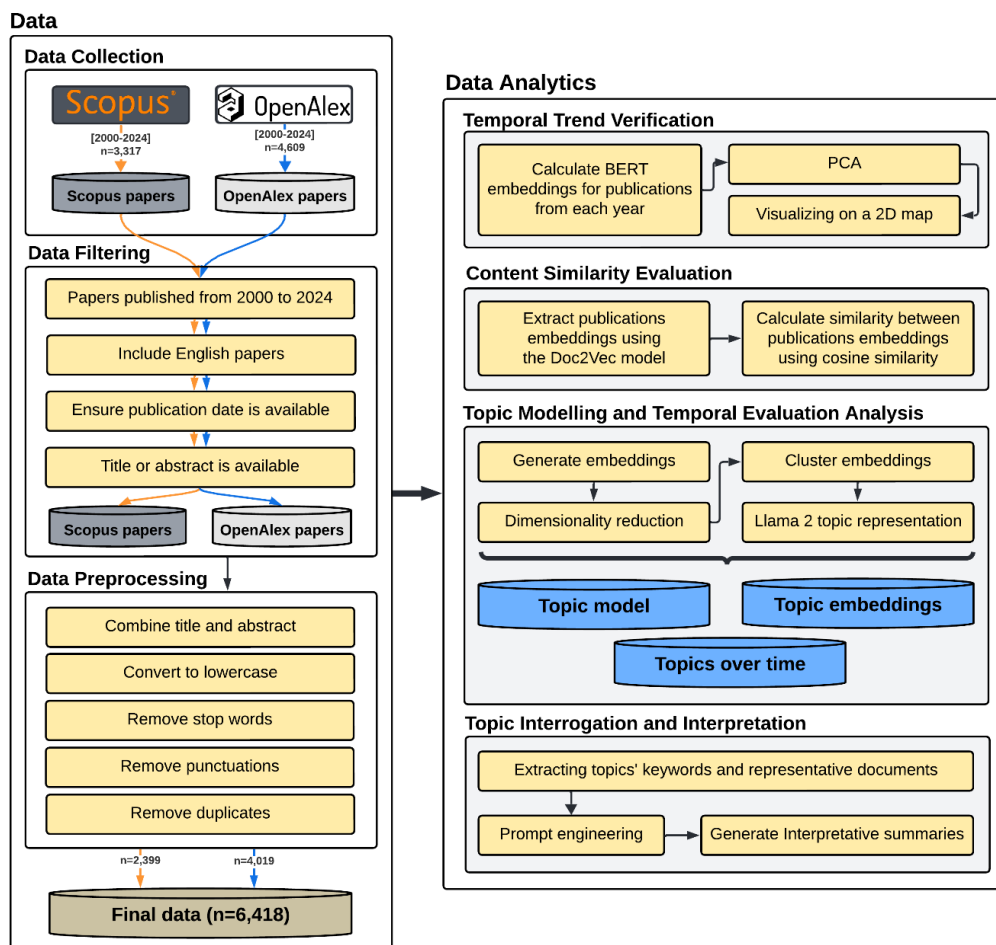 Data
Data Collection
Scopus®
OpenAlex
[2000-2024]
n=3,317
[2000-2024]
n=4,609
Scopus papers
OpenAlex papers
Data Filtering
Papers published from 2000 to 2024
Include English papers
Ensure publication date is available
Title or abstract is available
Scopus papers
OpenAlex papers
Data Preprocessing
Combine title and abstract
Convert to lowercase
Remove stop words
Remove punctuations
Remove duplicates
n=2,399
n=4,019
Final data (n=6,418)
Data Analytics
Temporal Trend Verification
Calculate BERT
embeddings for publications
from each year
PCA
Visualizing on a 2D map
Content Similarity Evaluation
Extract publications
embeddings using
the Doc2Vec model
Calculate similarity between
publications embeddings
using cosine similarity
Topic Modelling and Temporal Evaluation Analysis
Generate embeddings
Dimensionality reduction
Cluster embeddings
Llama 2 topic representation
Topic model
Topic embeddings
Topics over time
Topic Interrogation and Interpretation
Extracting topics' keywords and representative documents
Prompt engineering
Generate Interpretative summaries